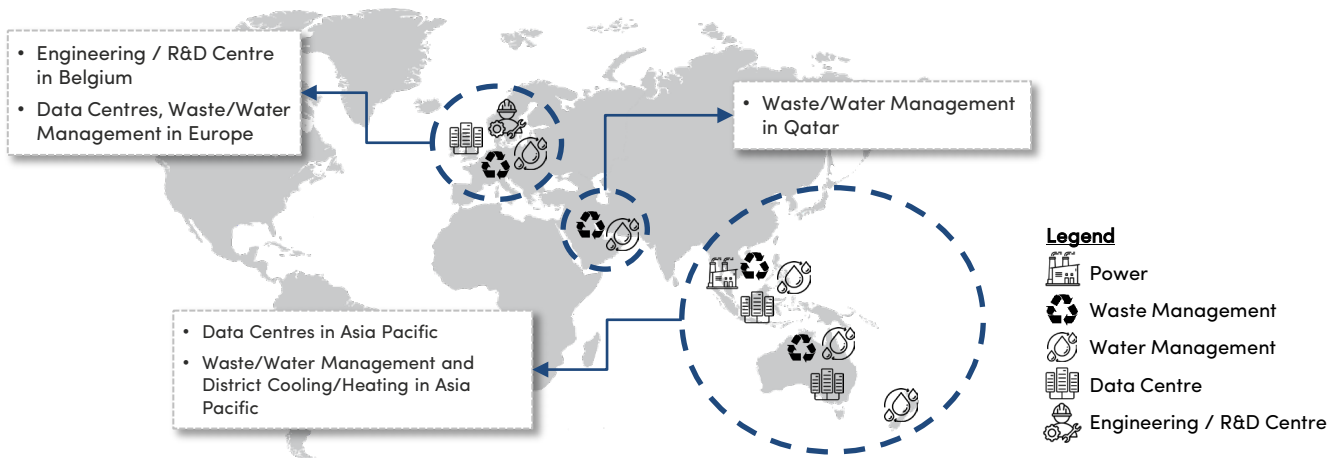 • Engineering / R&D Centre
in Belgium
• Data Centres, Waste/Water
Management in Europe
• Waste/Water Management
in Qatar
• Data Centres in Asia Pacific
• Waste/Water Management and
District Cooling/Heating in Asia
Pacific
Legend
Power
Waste Management
Water Management
Data Centre
Engineering / R&D Centre